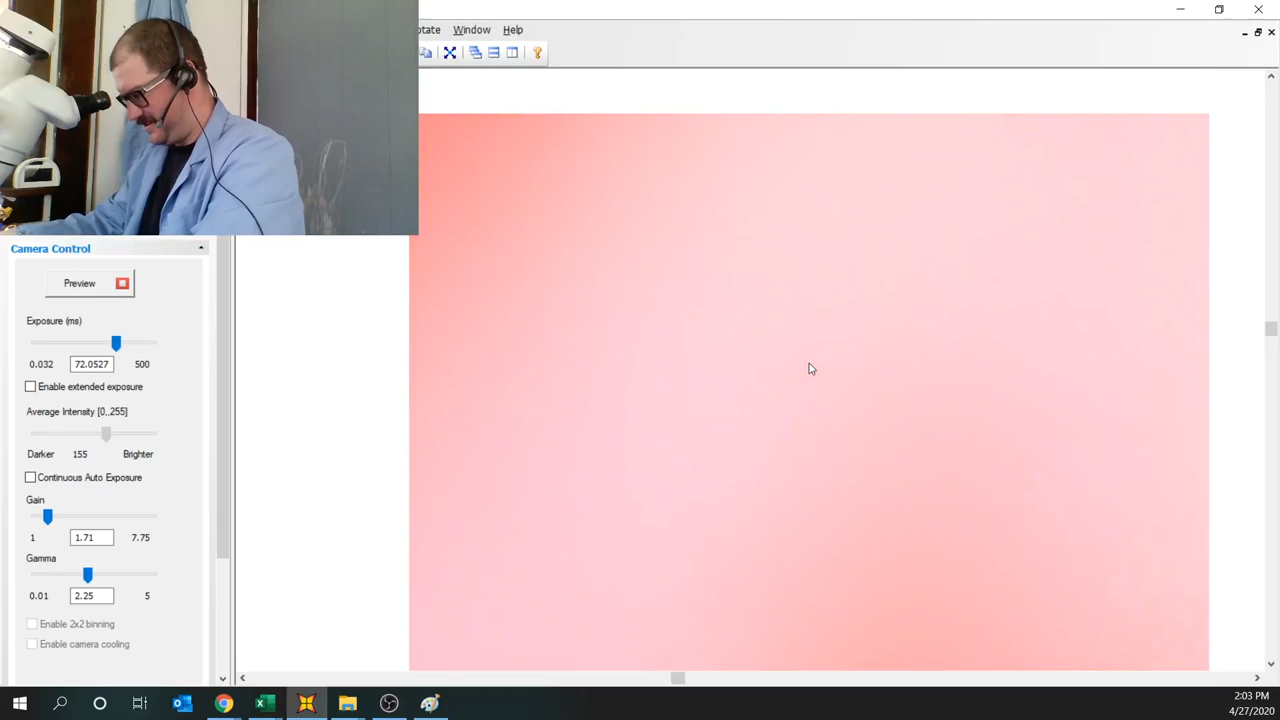 otate Window Help
Camera Control
Preview
Exposure (ms)
0.032 72.0527 500
Enable extended exposure
Average Intensity [0,.255]
Darker 155 Brighter
Continuous Auto Exposure
Gain
1 1.71 7.75
Gamma
0.01 2.25 5
Enable 2x2 binning
Enable camera cooling
2:03 PM
4/27/2020